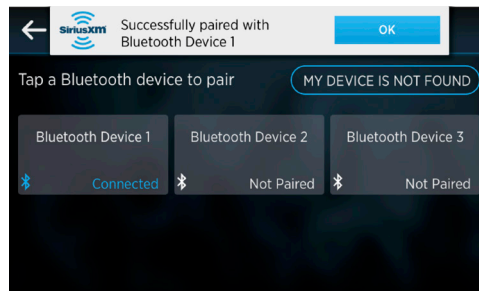 SiriusXM
Successfully paired with
Bluetooth Device 1
OK
Tap a Bluetooth device to pair
MY DEVICE IS NOT FOUND
Bluetooth Device 1
Connected
Bluetooth Device 2
Not Paired
Bluetooth Device 3
Not Paired